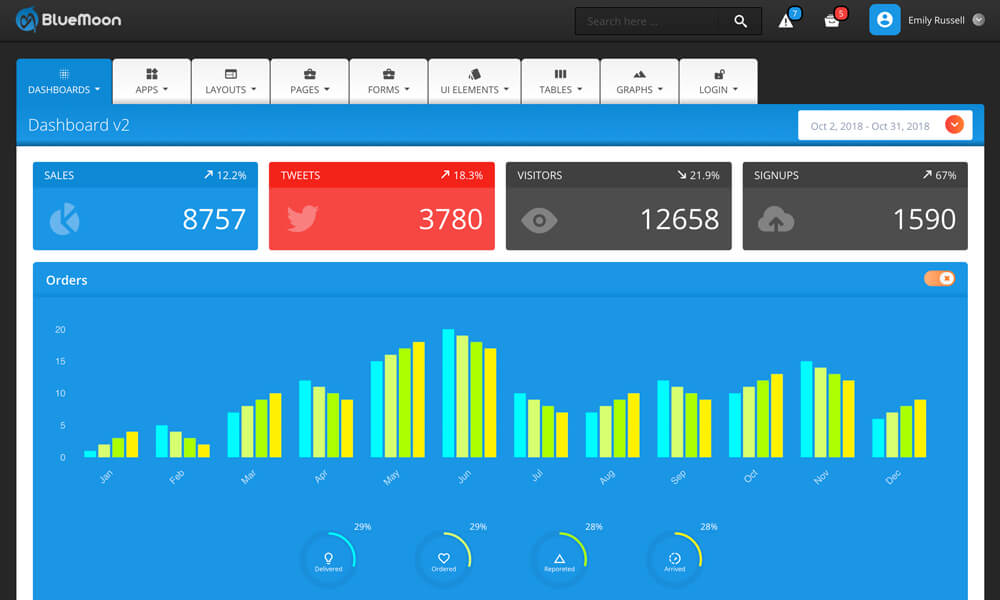 BlueMoon
Search here ...
7
5
Emily Russell
DASHBOARDS
APPS
LAYOUTS
PAGES
FORMS
UI ELEMENTS
TABLES
GRAPHS
LOGIN
Dashboard v2
Oct 2, 2018 - Oct 31, 2018
SALES 12.2%
8757
TWEETS 18.3%
3780
VISITORS 21.9%
12658
SIGNUPS 67%
1590
Orders
20
15
10
5
0
Jan
Feb
Mar
Apr
May
Jun
Jul
Aug
Sep
Oct
Nov
Dec
29%
Delivered
29%
Ordered
28%
Reporeted
28%
Arrived